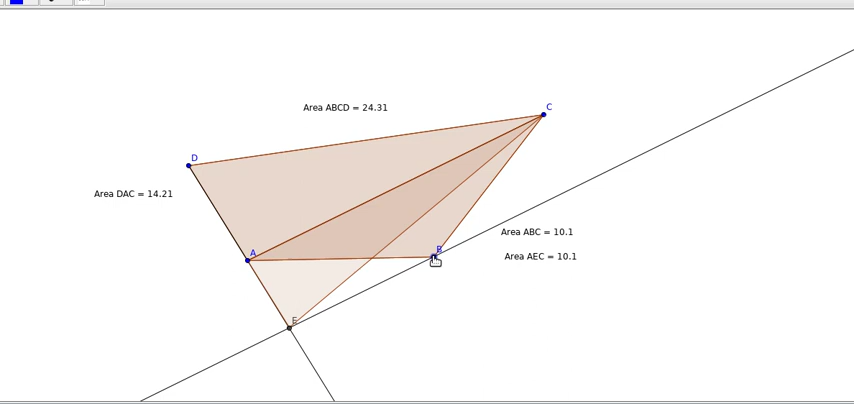 C
Area ABCD = 24.31
D
Area DAC = 14.21
Area ABC = 10.1
B
A
Area AEC = 10.1
E